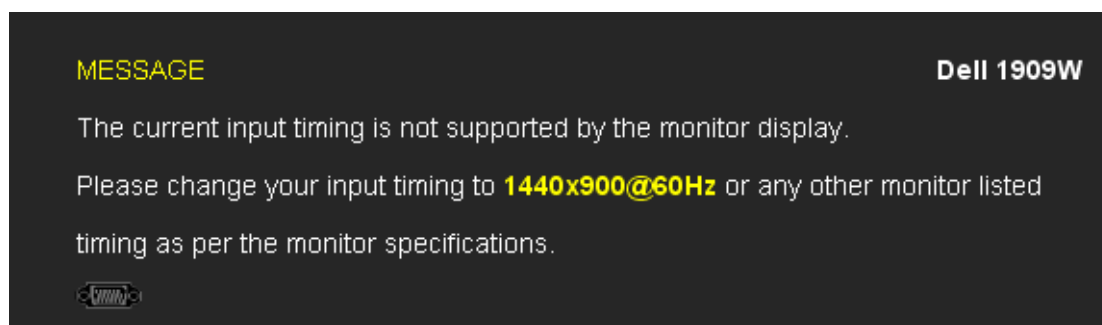 MESSAGE Dell 1909W
The current input timing is not supported by the monitor display.
Please change your input timing to 1440x900@60Hz or any other monitor listed
timing as per the monitor specifications.